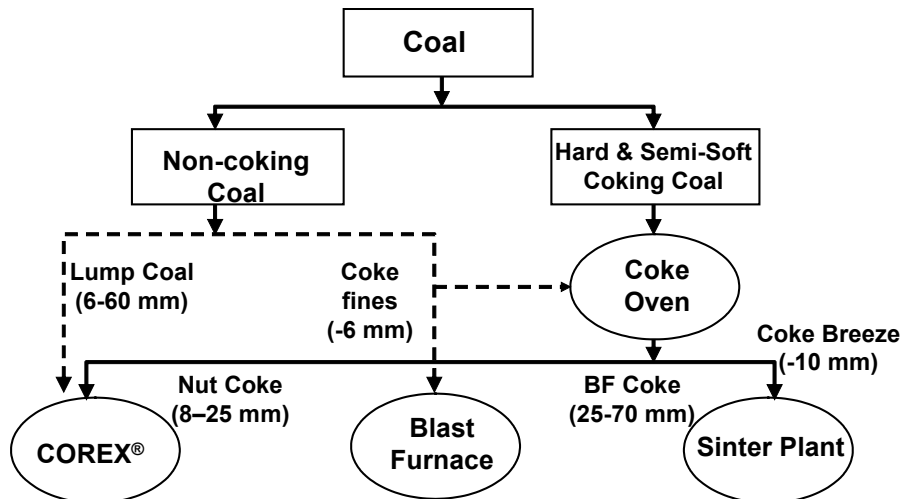 Coal
Non-coking
Coal
Hard & Semi-Soft
Coking Coal
Lump Coal
(6-60 mm)
Coke
fines
(-6 mm)
Coke
Oven
Coke Breeze
(-10 mm)
Nut Coke
(8–25 mm)
BF Coke
(25-70 mm)
COREX®
Blast
Furnace
Sinter Plant